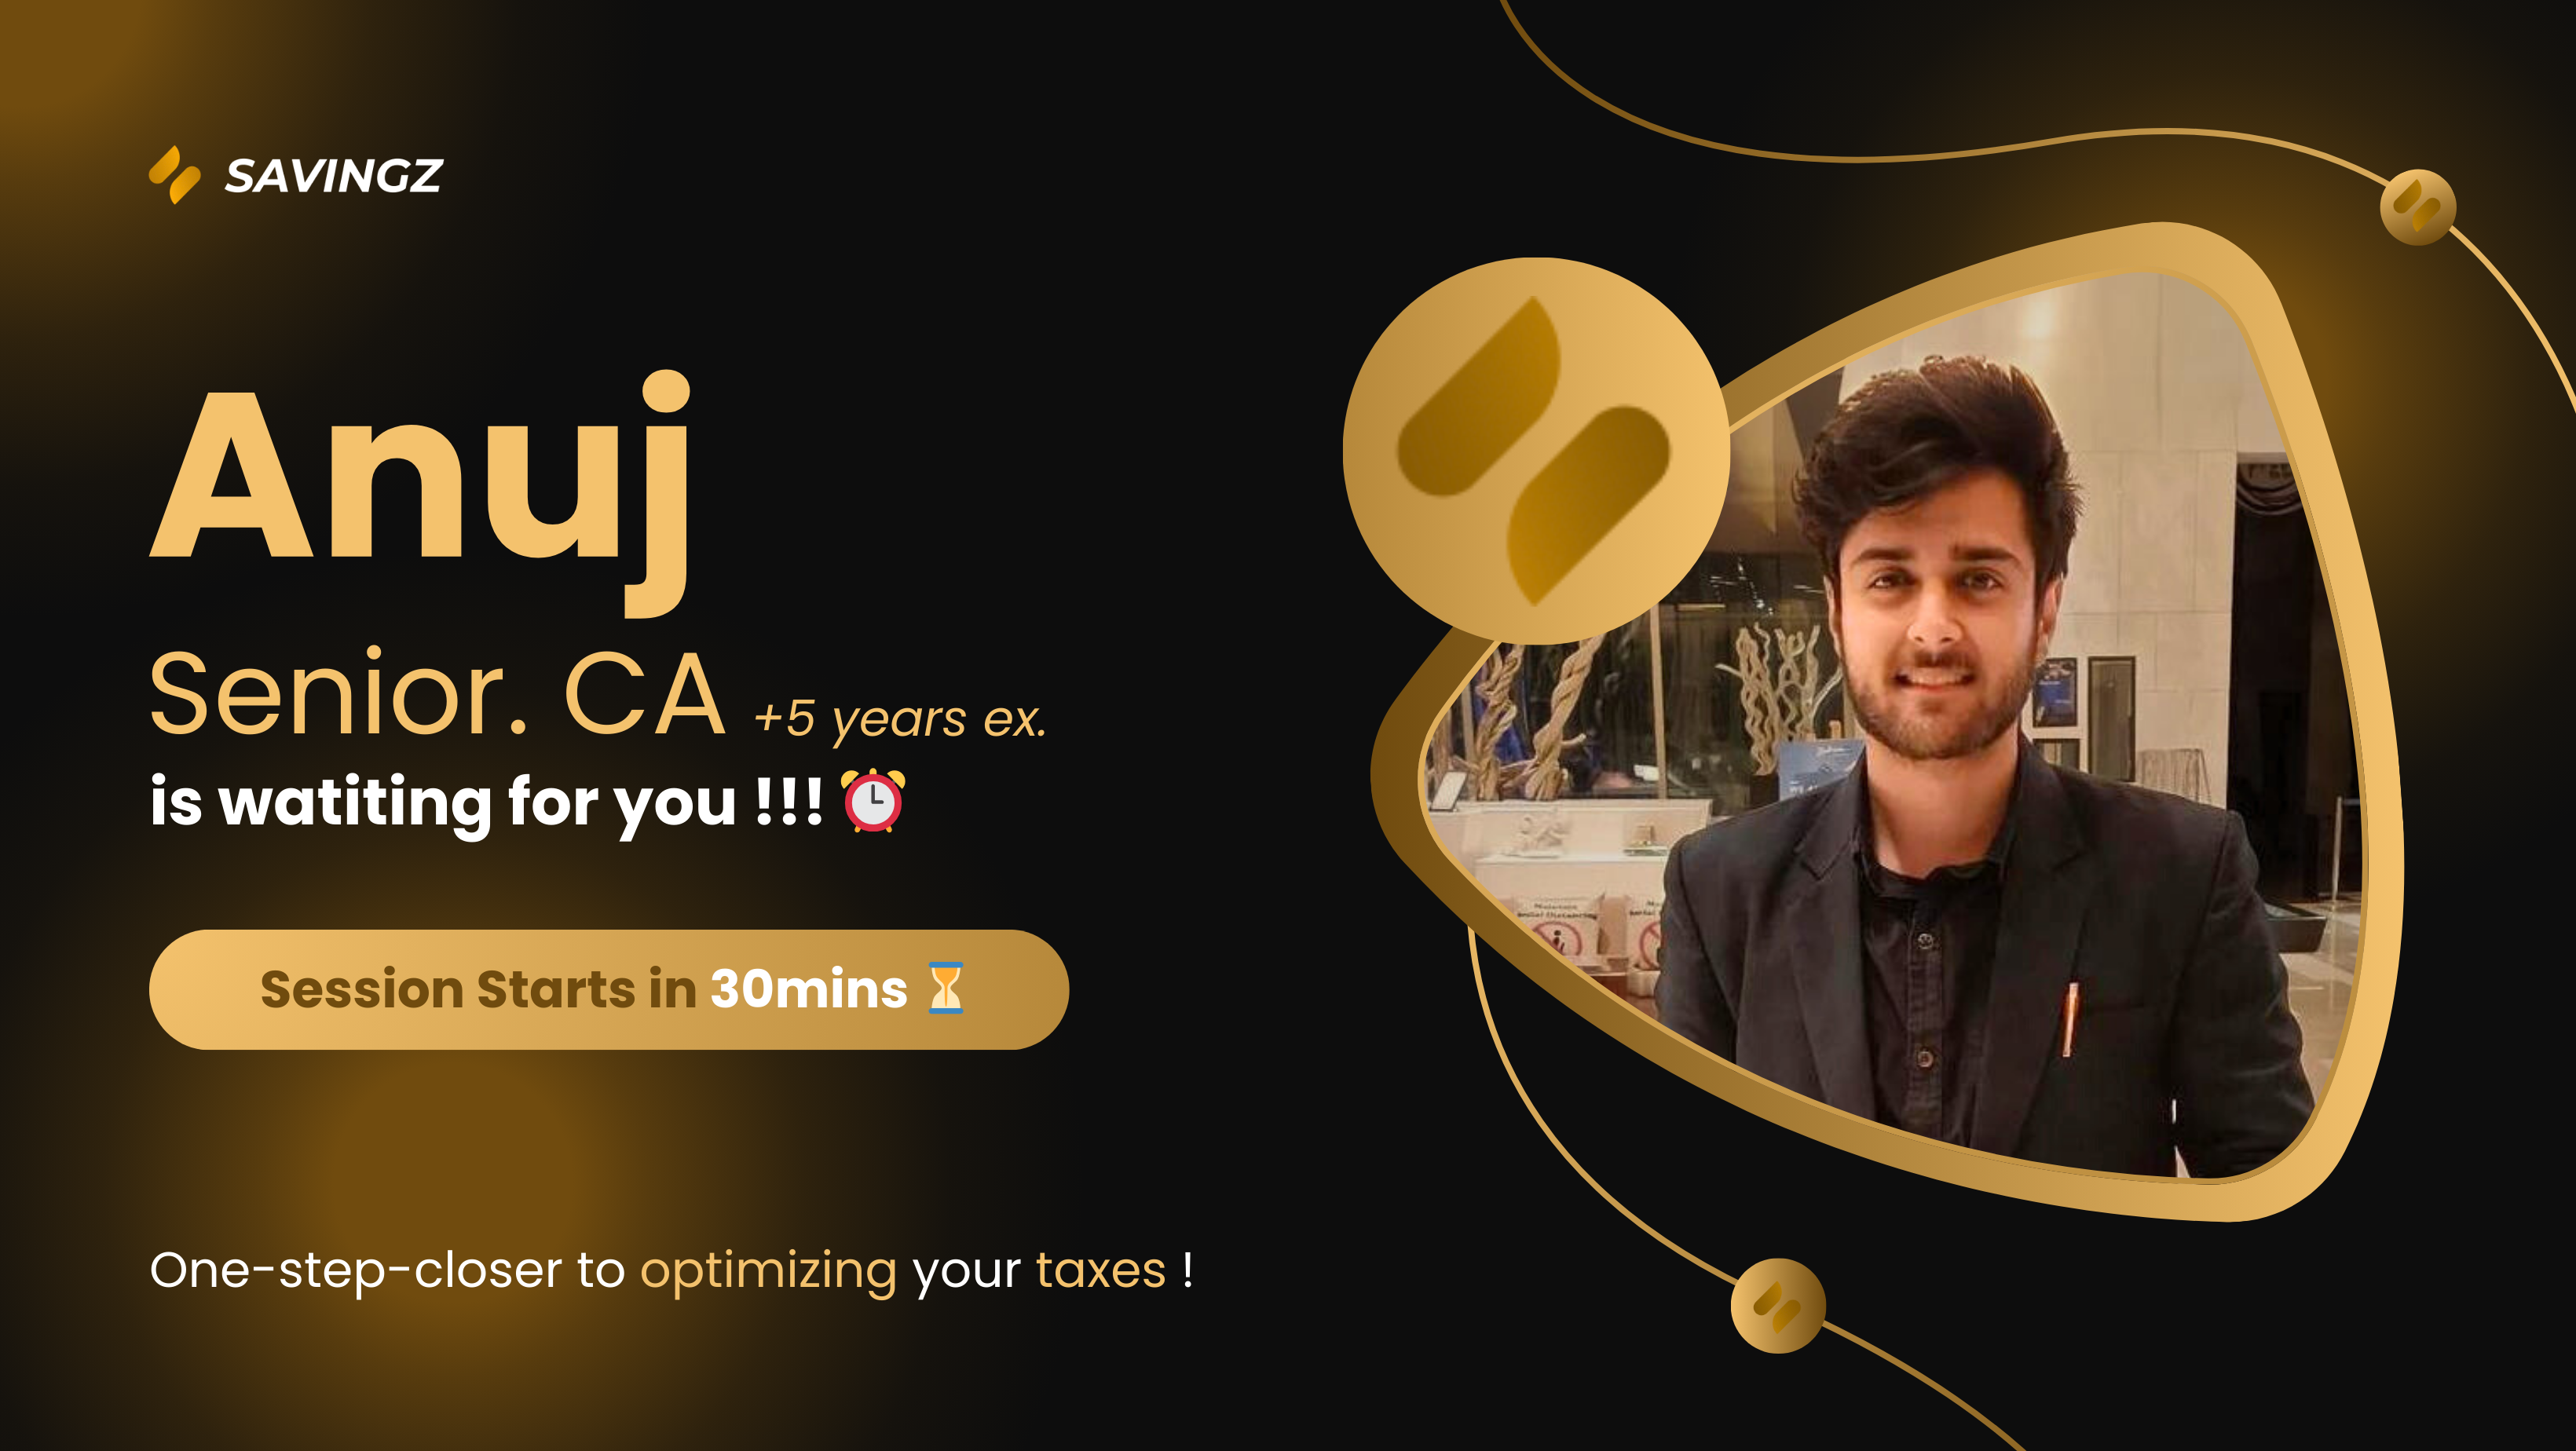 SAVINGZ
Anuj
Senior. CA +5 years ex.
is watiting for you !!! ⏰
Session Starts in 30mins ⏳
One-step-closer to optimizing your taxes !